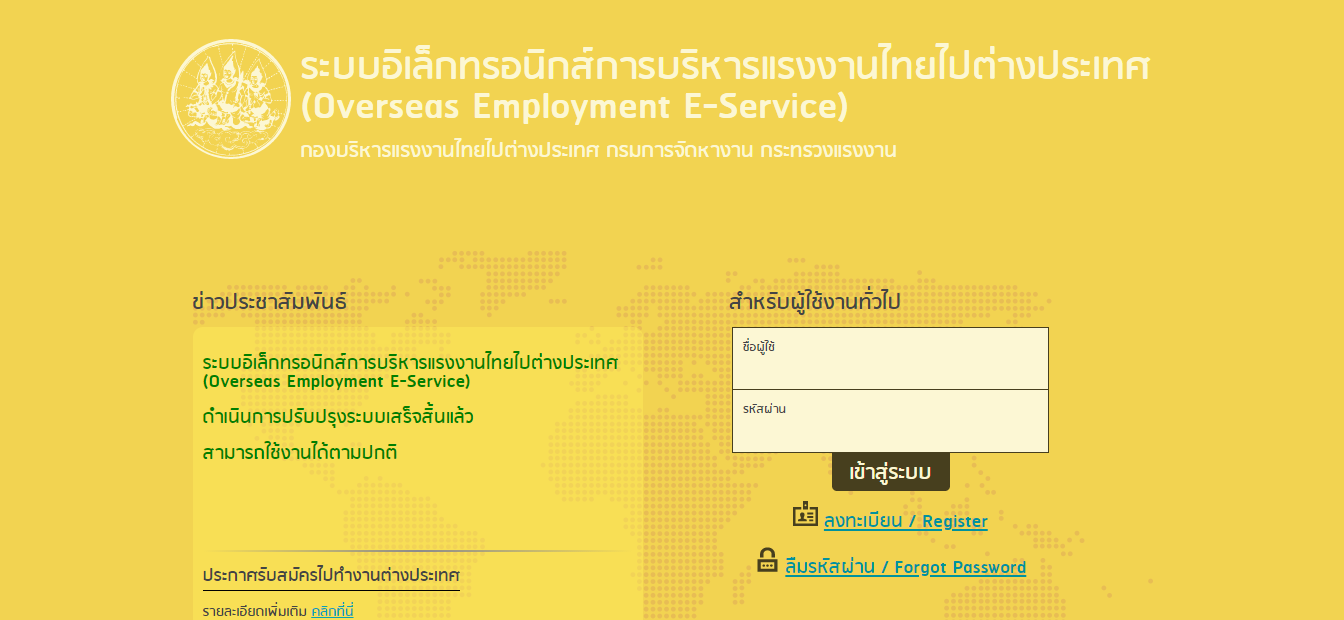 ระบบอิเล็กทรอนิกส์การบริหารแรงงานไทยไปต่างประเทศ
(Overseas Employment E-Service)
กองบริหารแรงงานไทยไปต่างประเทศ กรมการจัดหางาน กระทรวงแรงงาน
ข่าวประชาสัมพันธ์
ระบบอิเล็กทรอนิกส์การบริหารแรงงานไทยไปต่างประเทศ
(Overseas Employment E-Service)
ดำเนินการปรับปรุงระบบเสร็จสิ้นแล้ว
สามารถใช้งานได้ตามปกติ
ประกาศรับสมัครไปทำงานต่างประเทศ
รายละเอียดเพิ่มเติม คลิกที่นี่
สำหรับผู้ใช้งานทั่วไป
ชื่อผู้ใช้
รหัสผ่าน
เข้าสู่ระบบ
ลงทะเบียน / Register
ลืมรหัสผ่าน / Forgot Password